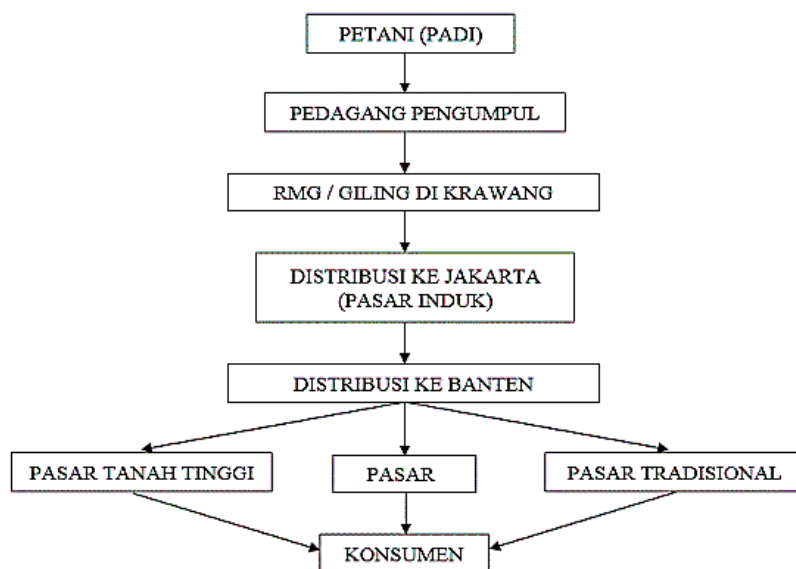 PETANI (PADI)
PEDAGANG PENGUMPUL
RMG / GILING DI KRAWANG
DISTRIBUSI KE JAKARTA
(PASAR INDUK)
DISTRIBUSI KE BANTEN
PASAR TANAH TINGGI
PASAR
PASAR TRADISIONAL
KONSUMEN